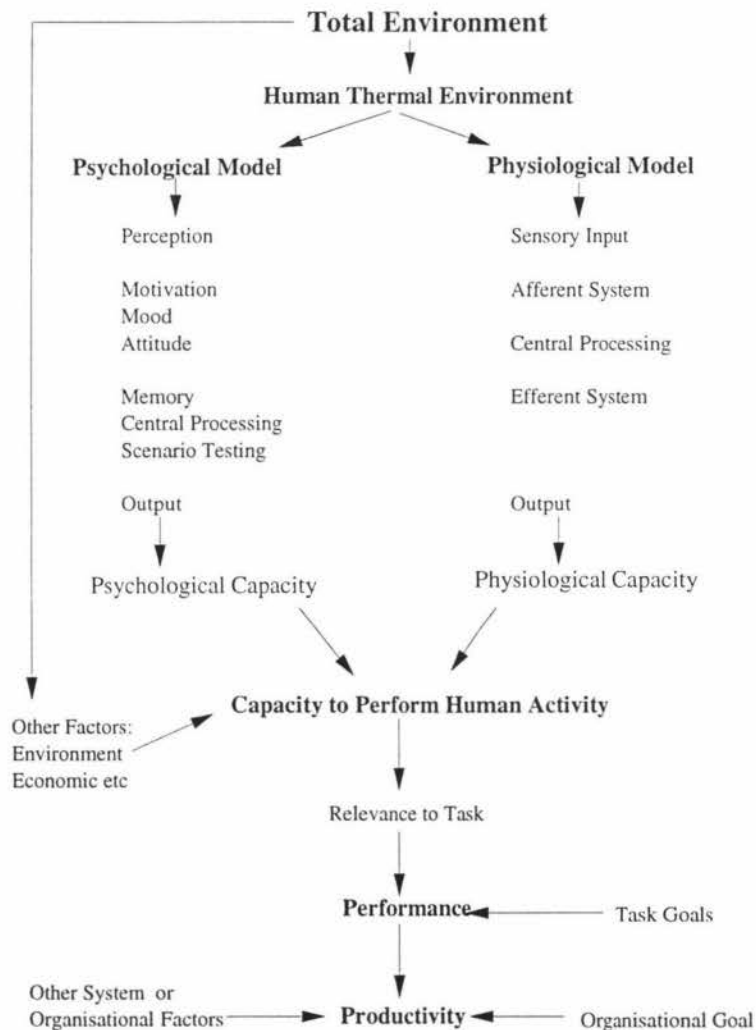 Total Environment
Human Thermal Environment
Psychological Model
Physiological Model
Perception
Sensory Input
Motivation
Afferent System
Mood
Attitude
Central Processing
Memory
Efferent System
Central Processing
Scenario Testing
Output
Output
Psychological Capacity
Physiological Capacity
Capacity to Perform Human Activity
Other Factors:
Environment
Economic etc
Relevance to Task
Performance
Task Goals
Other System or
Organisational Factors
Productivity
Organisational Goal